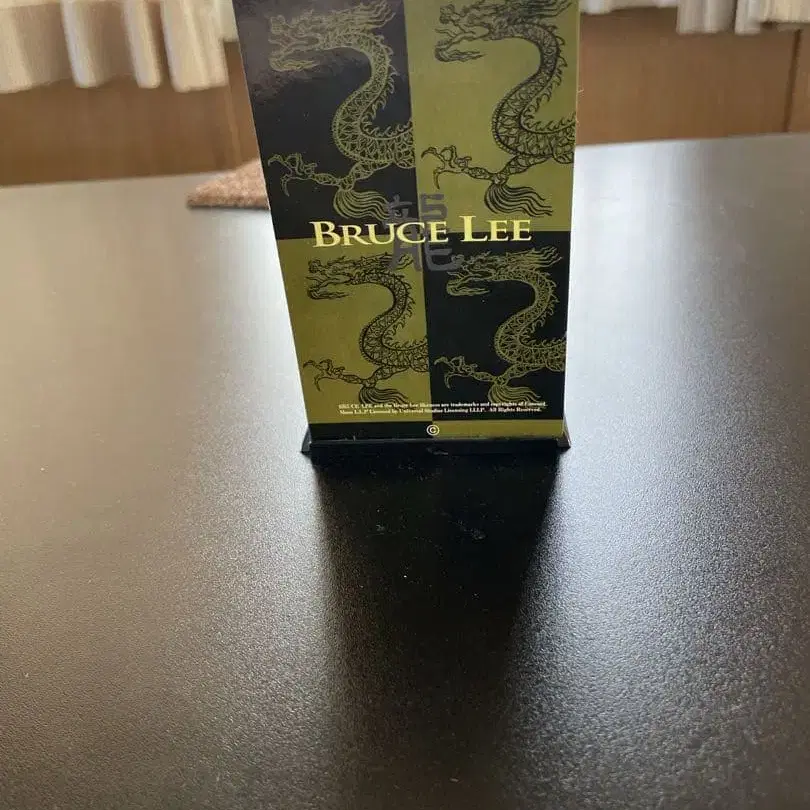 龍
BRUCE LEE
BRUCE LEE and the Bruce Lee likeness are trademarks and copyrights of Concord
Moon L.L.P Licensed by Universal Studios Licensing LLLP. All Rights Reserved.
©